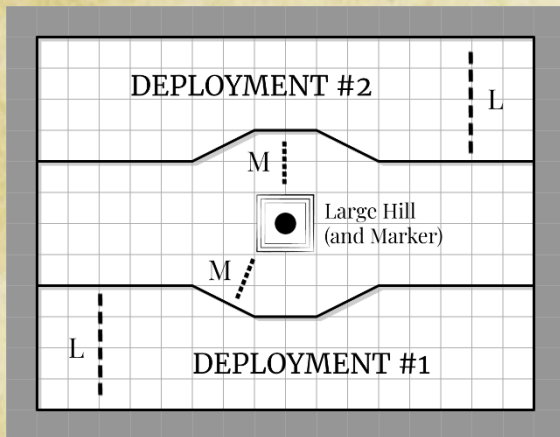 DEPLOYMENT #2
L
M
Large Hill
(and Marker)
M
L
DEPLOYMENT #1